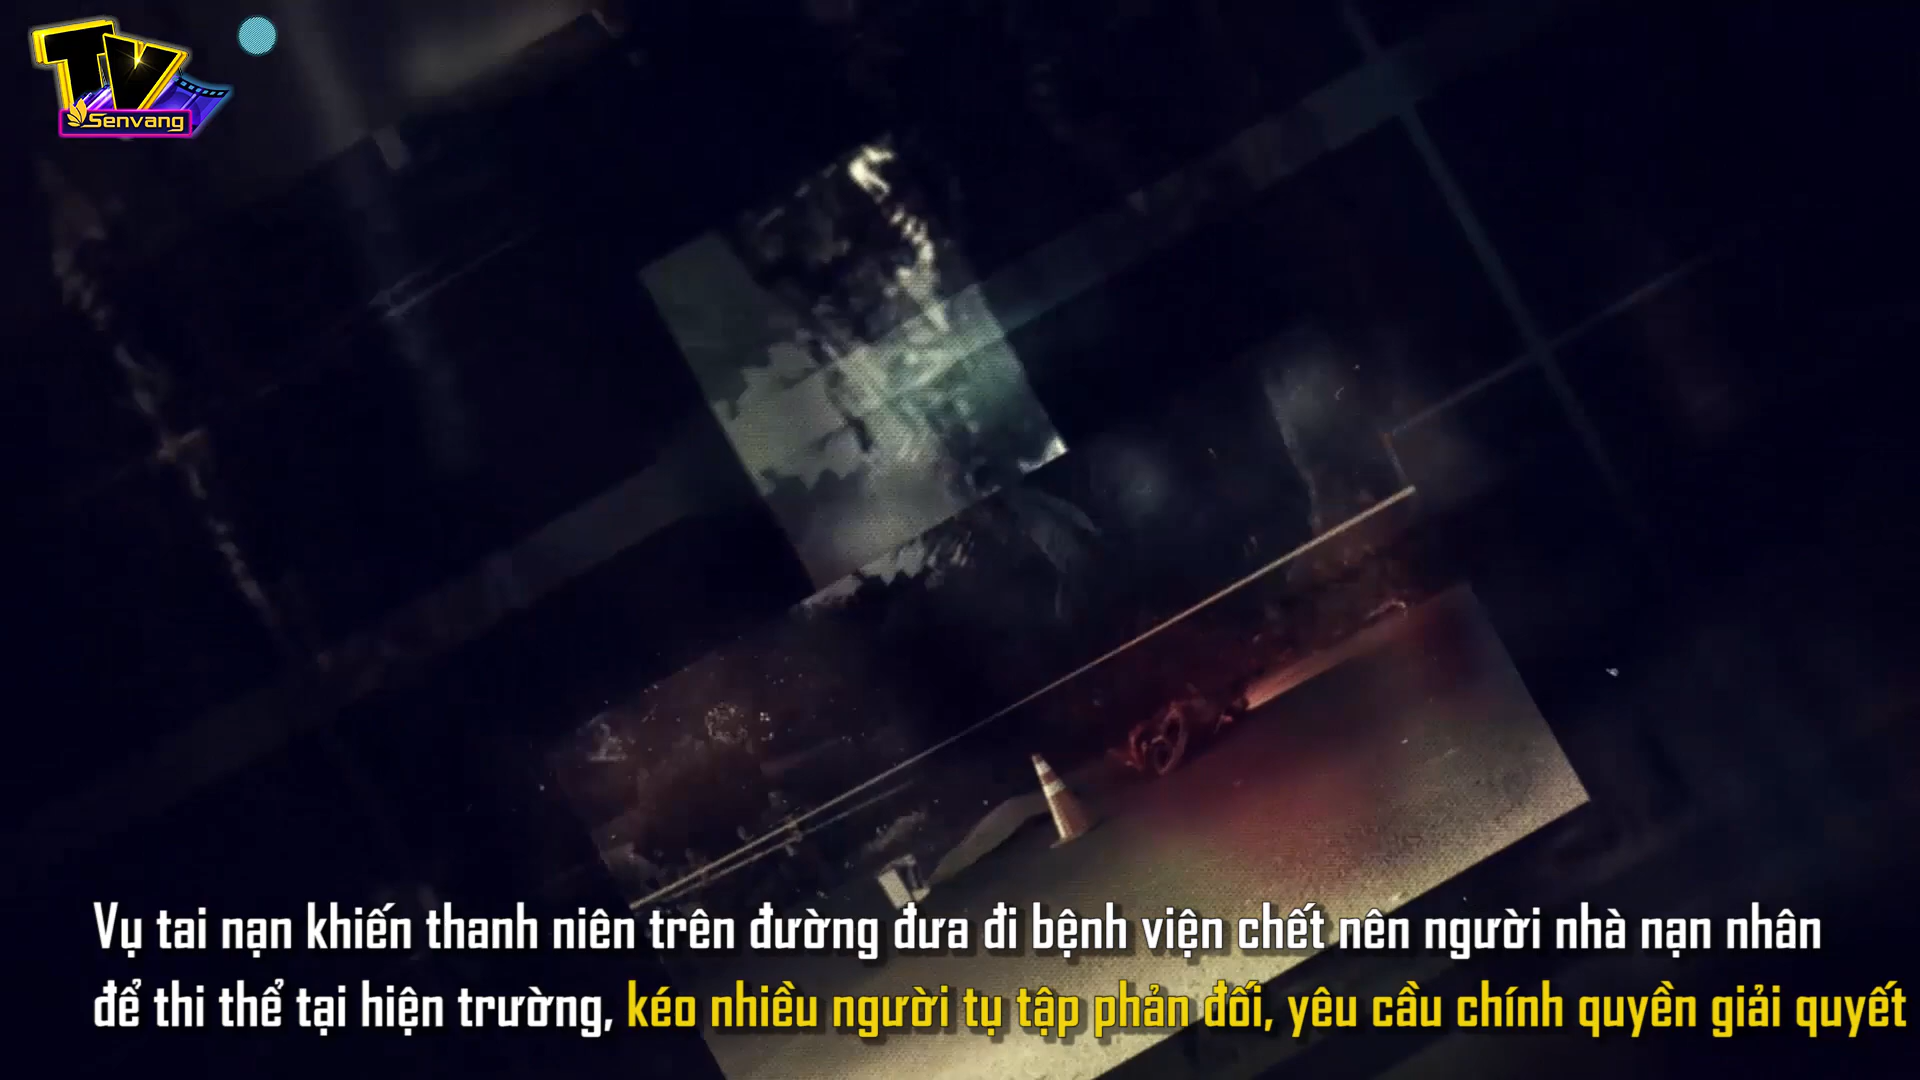 TV
Senvang
Vụ tai nạn khiến thanh niên trên đường đưa đi bệnh viện chết nên người nhà nạn nhân
để thi thể tại hiện trường, kéo nhiều người tụ tập phản đối, yêu cầu chính quyền giải quyết